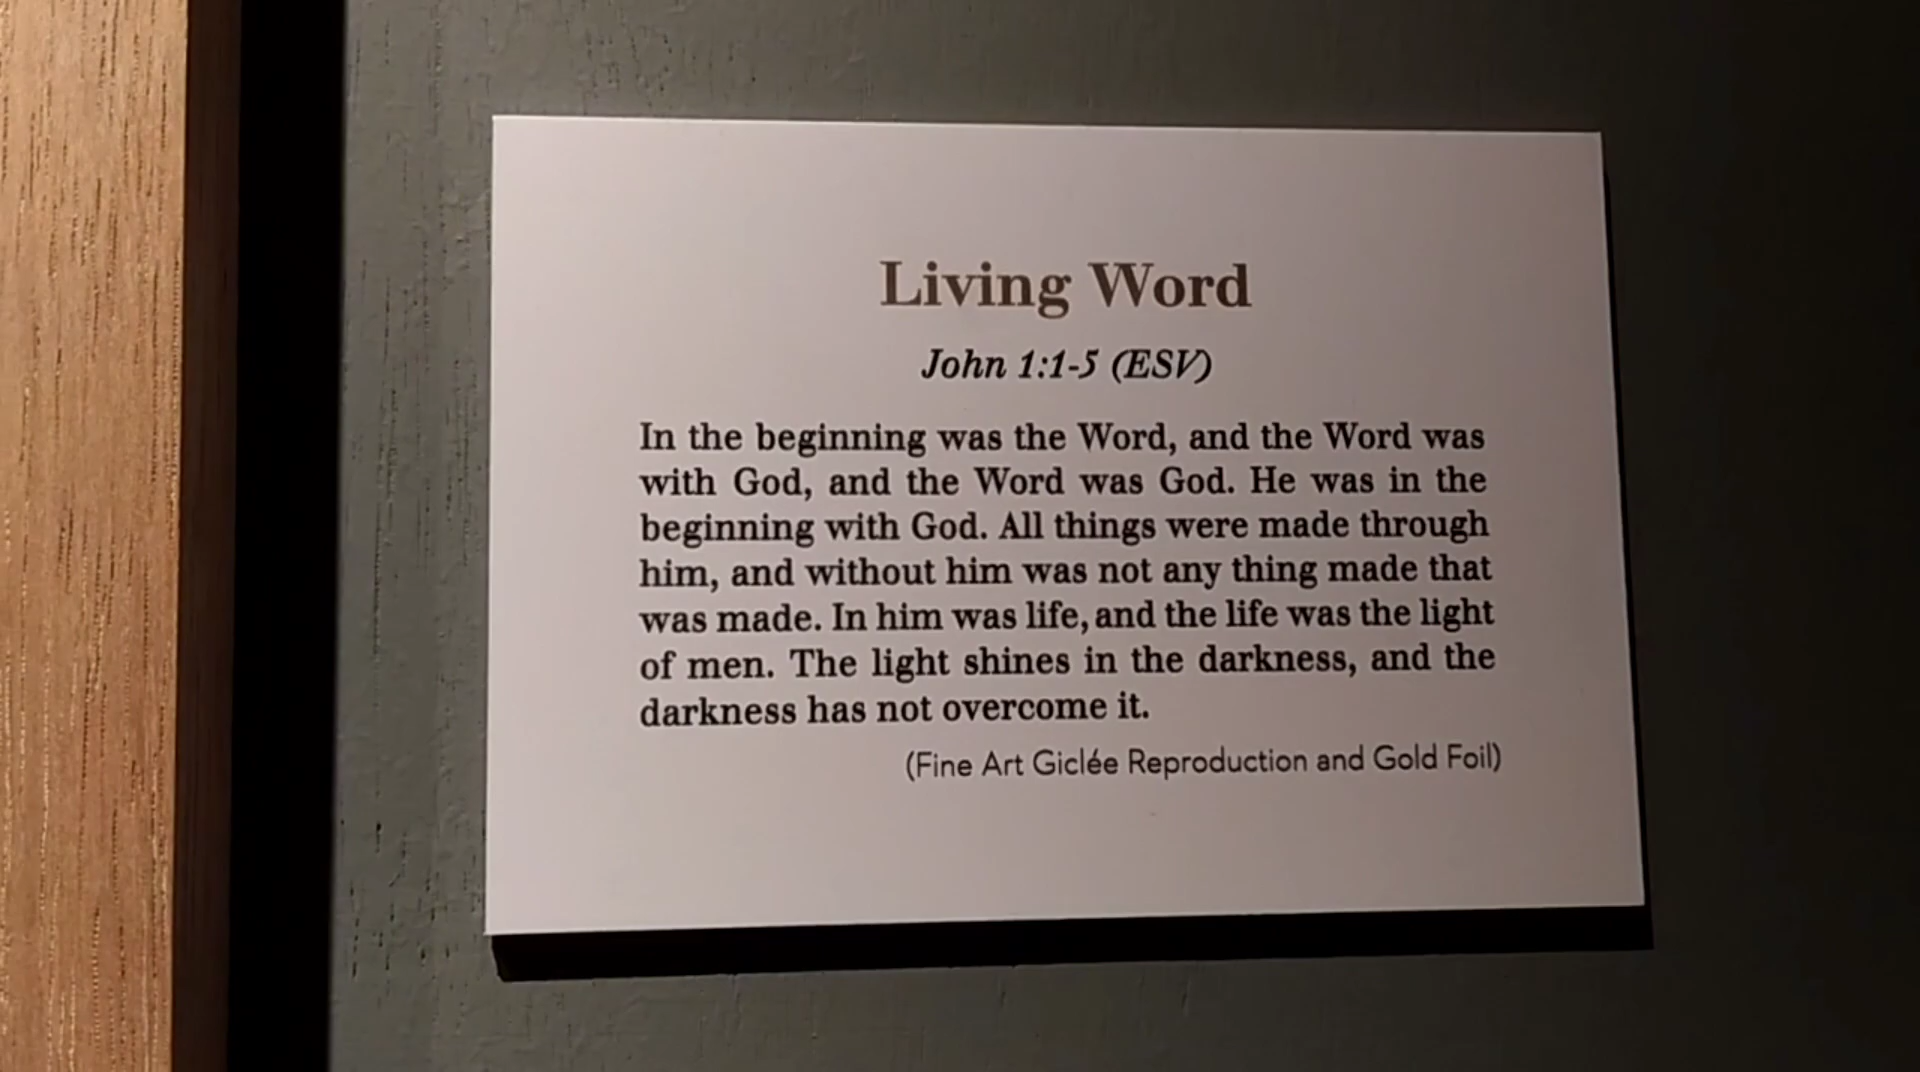 Living Word
John 1:1-5 (ESV)
In the beginning was the Word, and the Word was
with God, and the Word was God. He was in the
beginning with God. All things were made through
him, and without him was not any thing made that
was made. In him was life, and the life was the light
of men. The light shines in the darkness, and the
darkness has not overcome it.
(Fine Art Giclée Reproduction and Gold Foil)